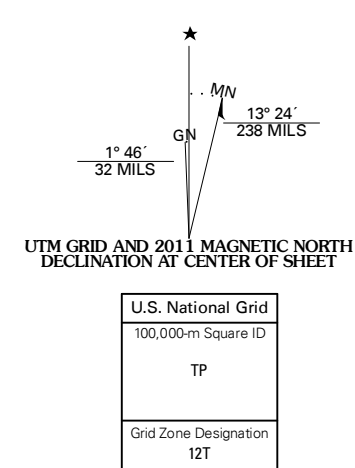 MN
13° 24´
238 MILS
GN
1° 46´
32 MILS
UTM GRID AND 2011 MAGNETIC NORTH
DECLINATION AT CENTER OF SHEET
U.S. National Grid
100,000-m Square ID
TP
Grid Zone Designation
12T